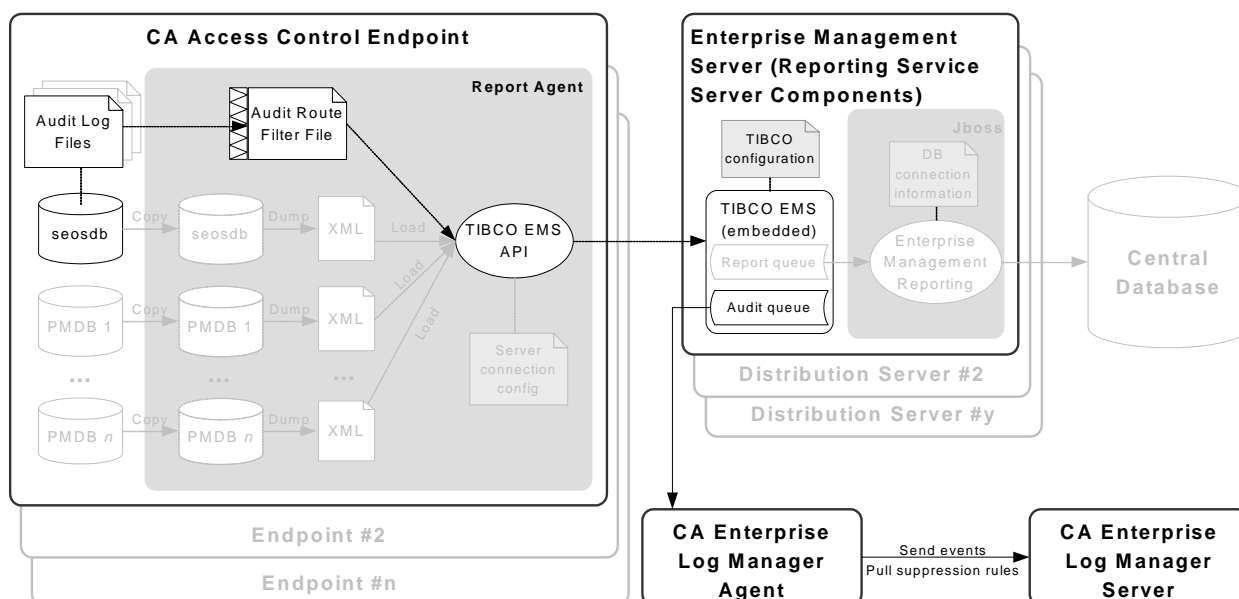 CA Access Control Endpoint
Report Agent
Audit Log
Files
Audit Route
Filter File
seosdb
Copy
seosdb
Dump
XML
Load
TIBCO EMS
API
Load
Load
PMDB 1
Copy
PMDB 1
Dump
XML
Server
connection
config
...
...
...
PMDB n
Copy
PMDB n
Dump
XML
Endpoint #2
Endpoint #n
Enterprise Management
Server (Reporting Service
Server Components)
Jboss
TIBCO
configuration
DB
connection
information
TIBCO EMS
(embedded)
Report queue
Audit queue
Enterprise
Management
Reporting
Central
Database
Distribution Server #2
Distribution Server #y
CA Enterprise
Log Manager
Agent
Send events
Pull suppression rules
CA Enterprise
Log Manager
Server